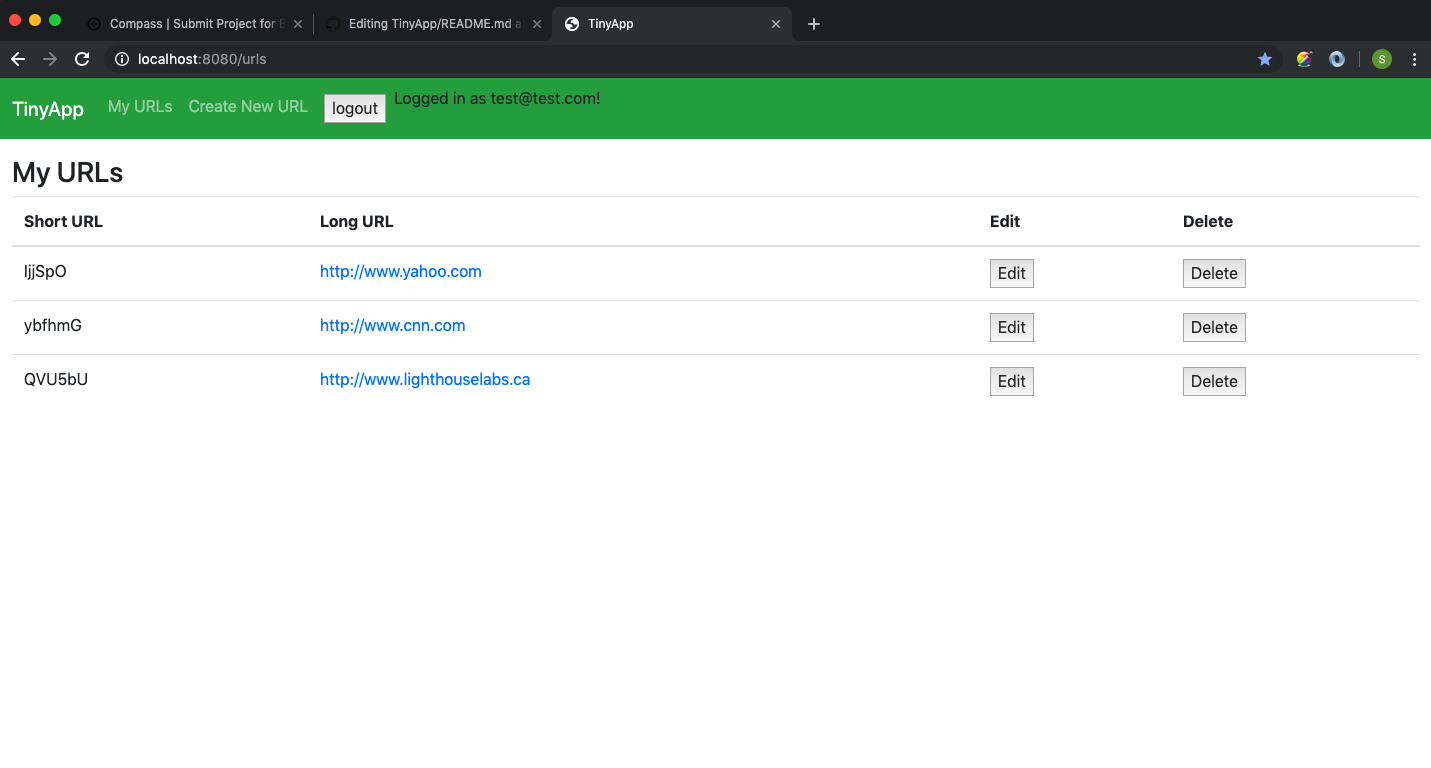 Compass | Submit Project for E
Editing TinyApp/README.md a
TinyApp
localhost:8080/urls
S
TinyApp My URLs Create New URL logout Logged in as test@test.com!
My URLs
Short URL Long URL Edit Delete
ljjSpO http://www.yahoo.com Edit Delete
ybfhmG http://www.cnn.com Edit Delete
QVU5bU http://www.lighthouselabs.ca Edit Delete